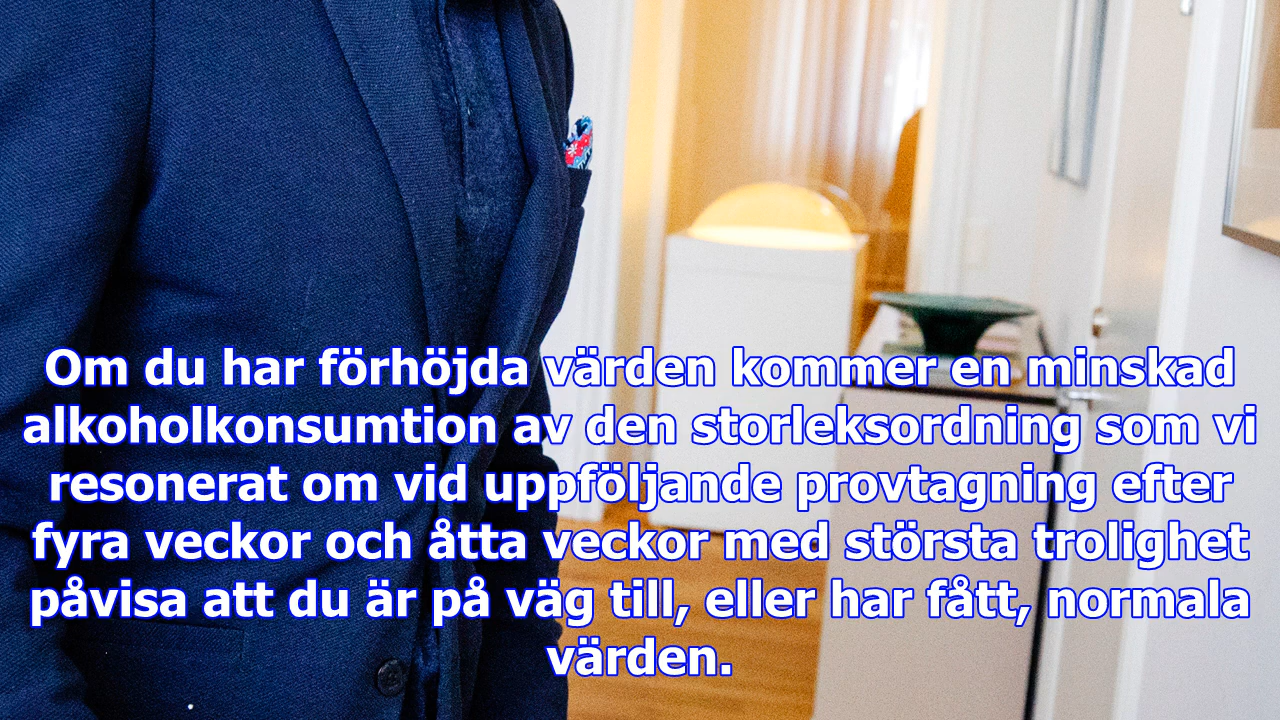 Om du har förhöjda värden kommer en minskad
alkoholkonsumtion av den storleksordning som vi
resonerat om vid uppföljande provtagning efter
fyra veckor och åtta veckor med största trolighet
påvisa att du är på väg till, eller har fått, normala
värden.